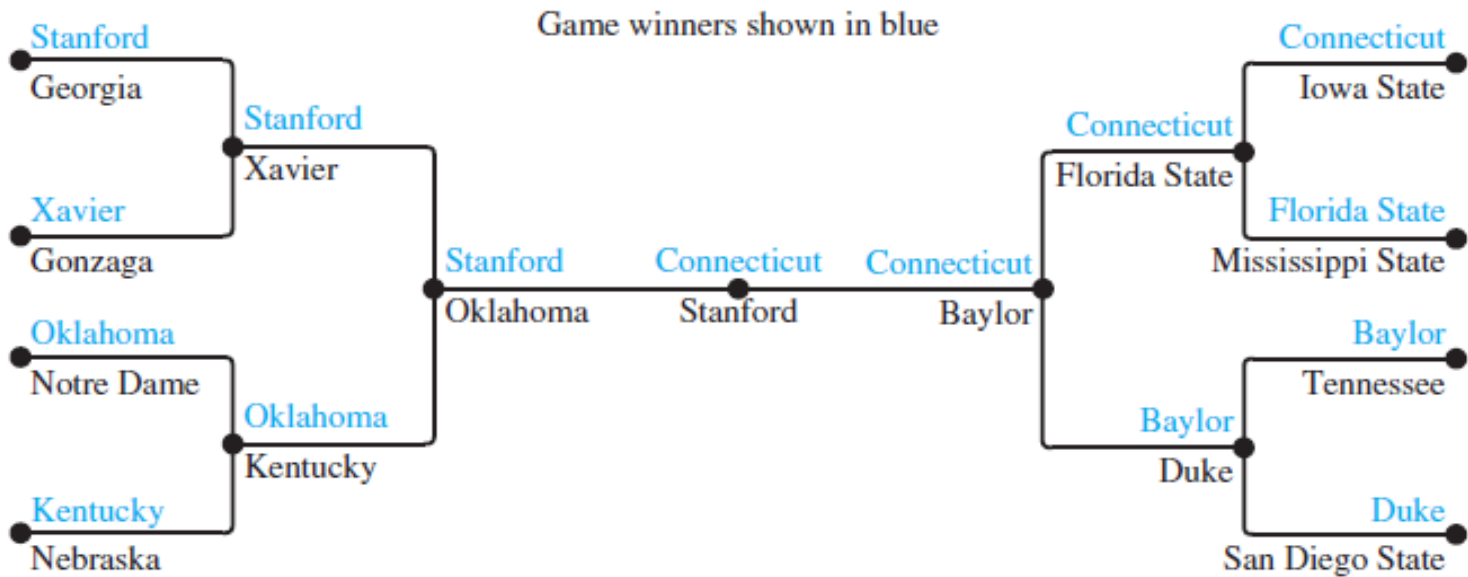 Game winners shown in blue
Stanford
Georgia
Stanford
Xavier
Xavier
Gonzaga
Stanford
Oklahoma
Oklahoma
Notre Dame
Oklahoma
Kentucky
Kentucky
Nebraska
Connecticut
Stanford
Connecticut
Baylor
Connecticut
Florida State
Connecticut
Iowa State
Florida State
Mississippi State
Baylor
Duke
Baylor
Tennessee
Duke
San Diego State